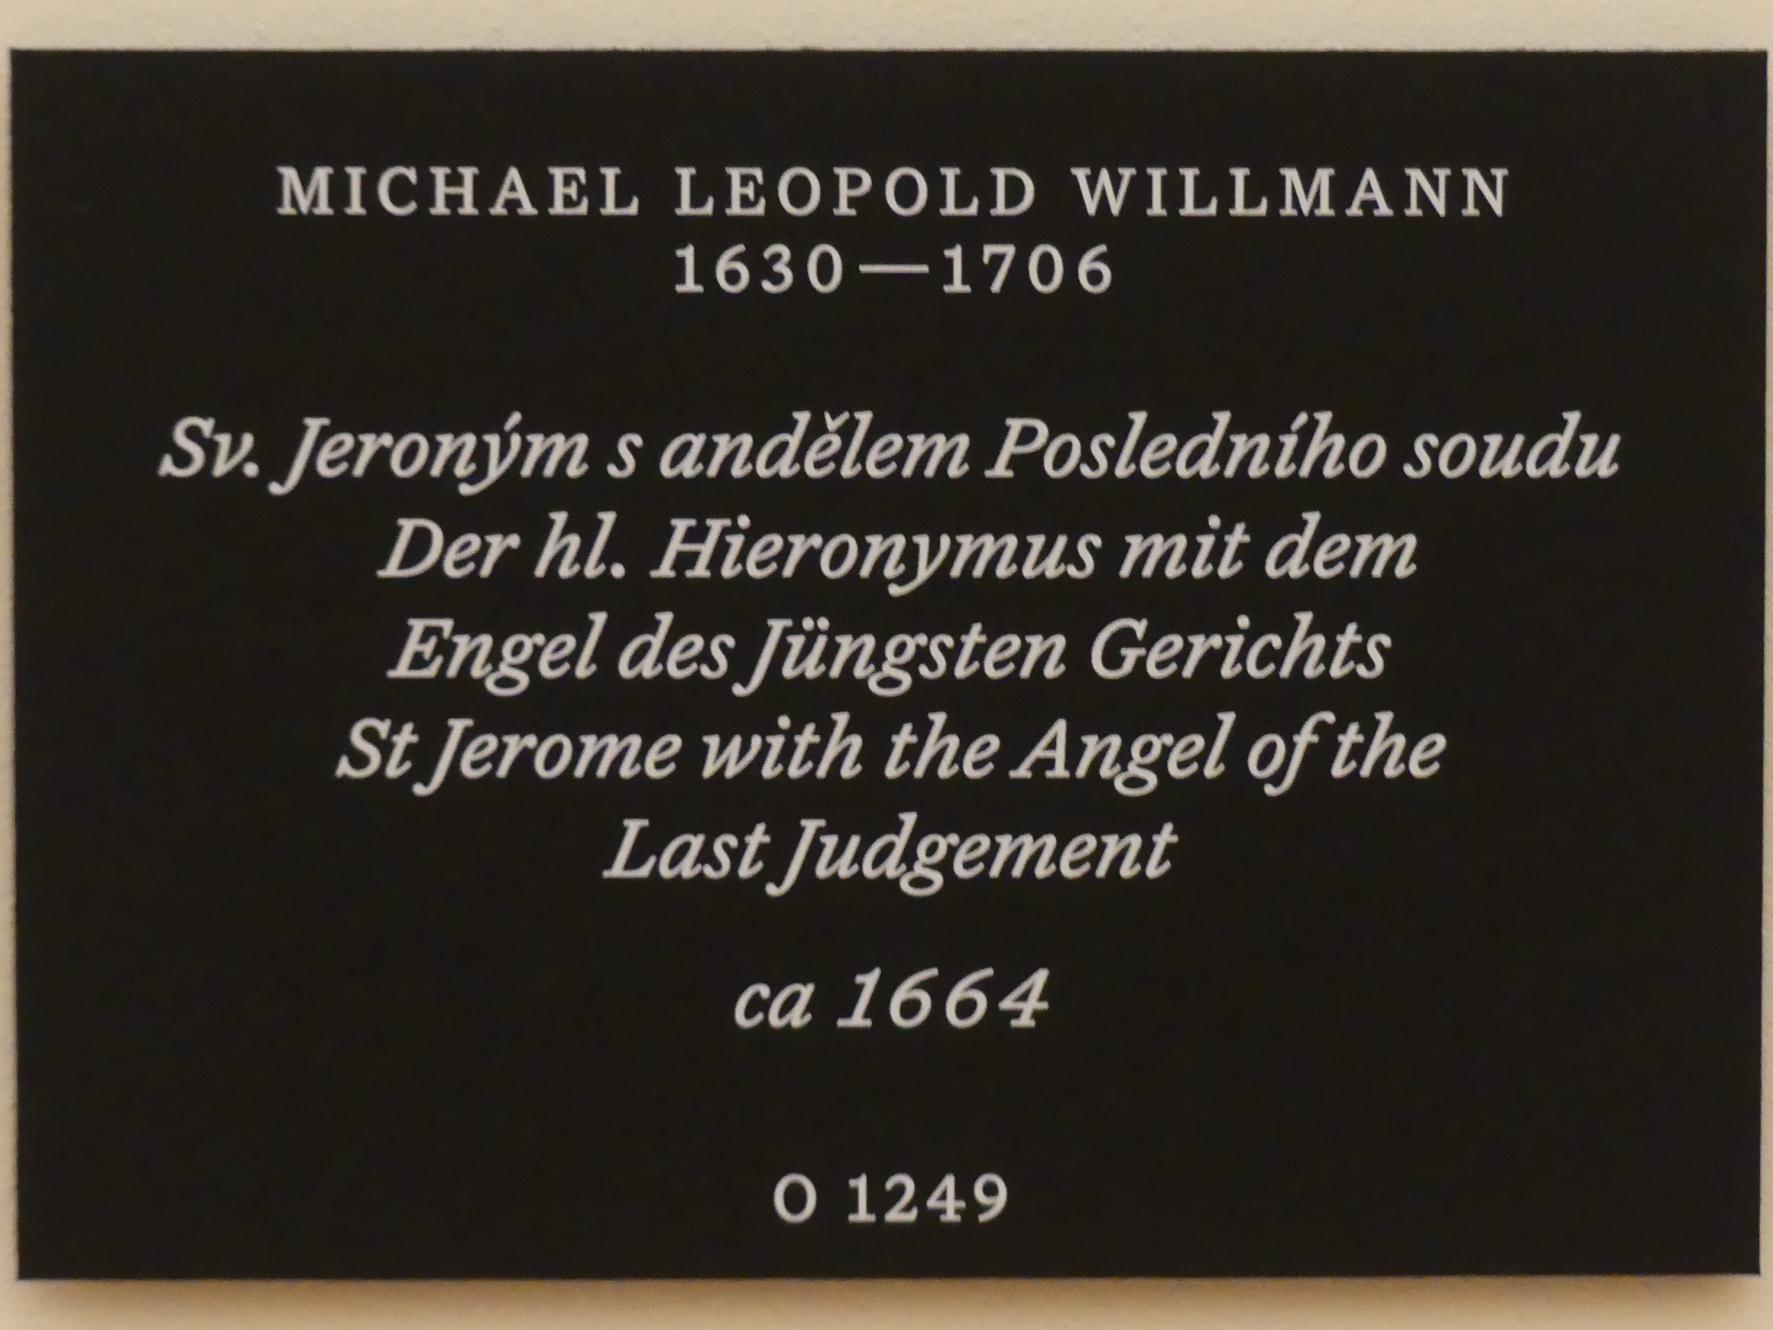 MICHAEL LEOPOLD WILLMANN
1630—1706
Sv. Jeroným s andělem Posledního soudu
Der hl. Hieronymus mit dem
Engel des Jüngsten Gerichts
St Jerome with the Angel of the
Last Judgement
ca 1664
O 1249